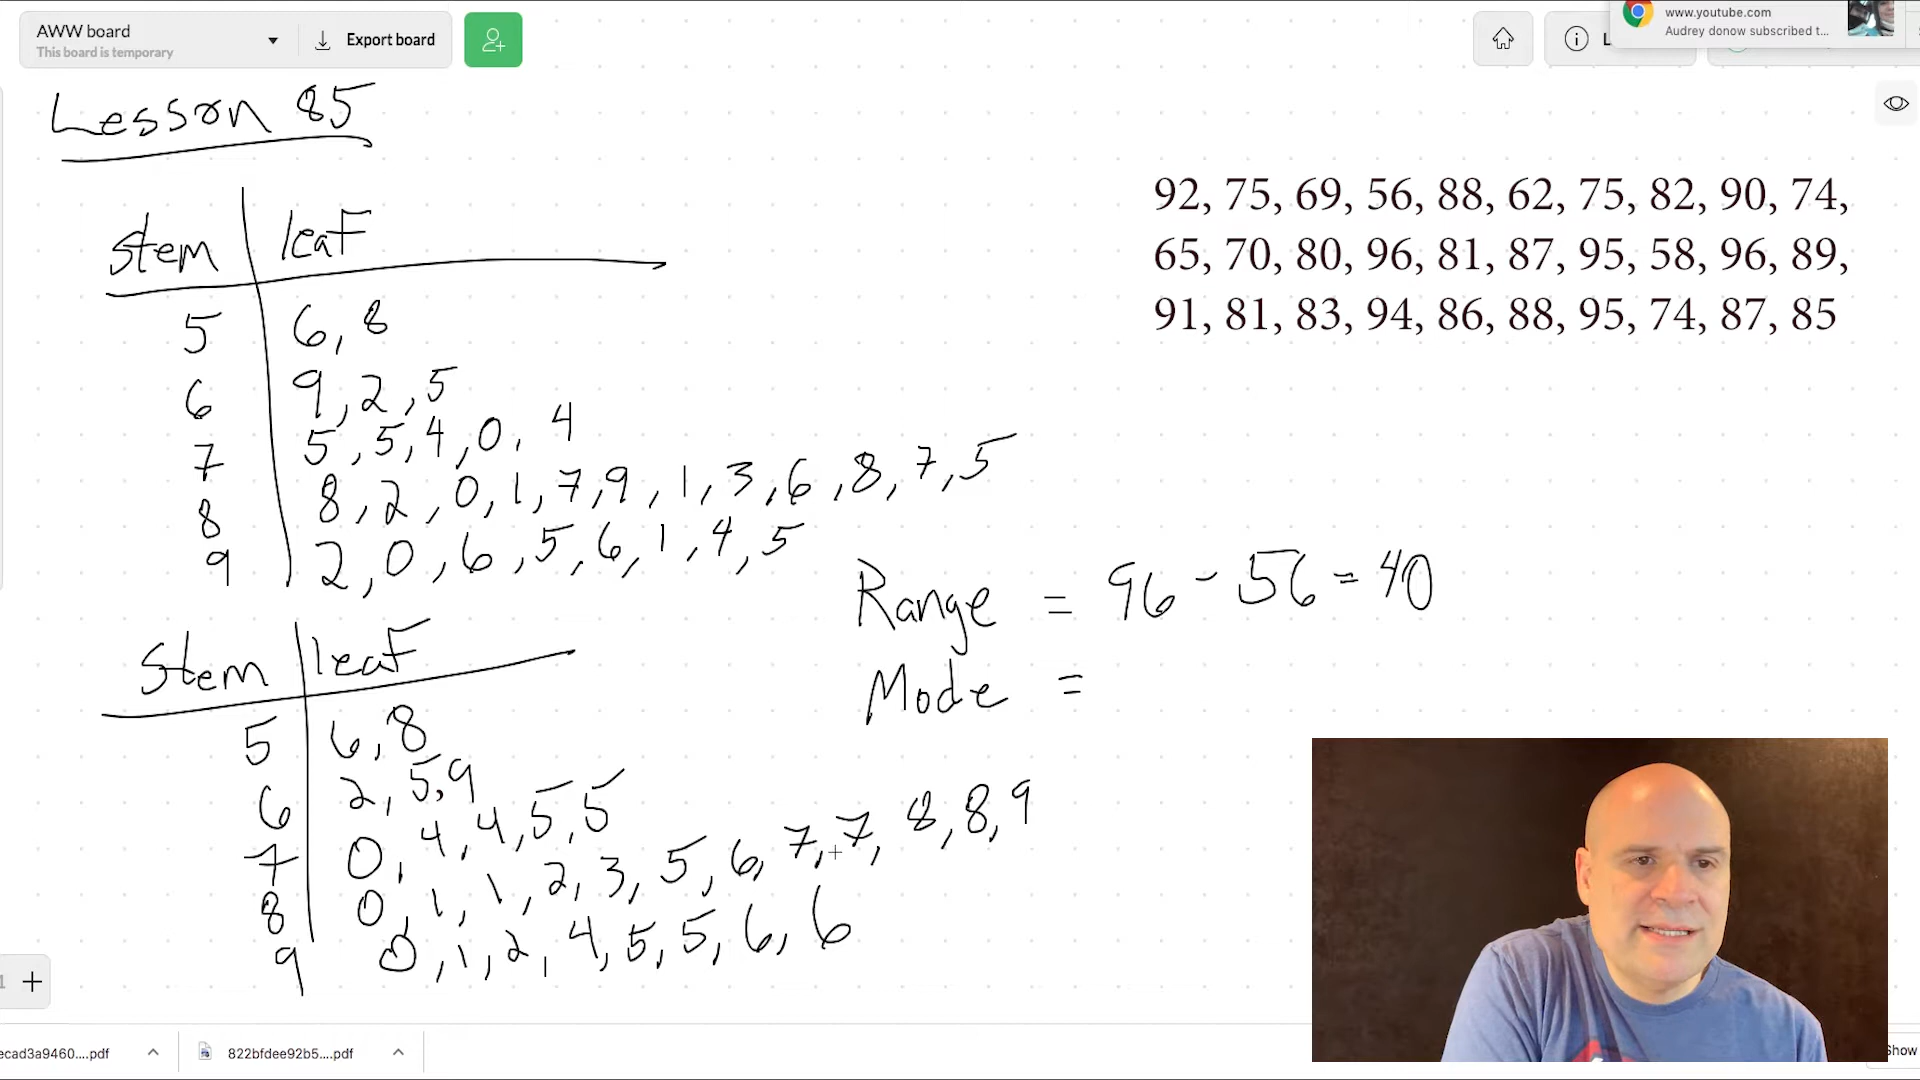 AWW board
This board is temporary
Export board
www.youtube.com
Audrey donow subscribed t...
Lesson 85
92, 75, 69, 56, 88, 62, 75, 82, 90, 74,
65, 70, 80, 96, 81, 87, 95, 58, 96, 89,
91, 81, 83, 94, 86, 88, 95, 74, 87, 85
stem leaf
5 6, 8
6 9, 2, 5
7 5, 5, 4, 0, 4
8 8, 2, 0, 1, 7, 9, 1, 3, 6, 8, 7, 5
9 2, 0, 6, 5, 6, 1, 4, 5
Range = 96 - 56 = 40
Mode =
Stem leaf
5 6, 8
6 2, 5, 9
7 0, 4, 4, 5, 5
8 0, 1, 1, 2, 3, 5, 6, 7, 7, 8, 8, 9
9 0, 1, 2, 4, 5, 5, 6, 6
1
ecad3a9460....pdf
822bfdee92b5....pdf
Show